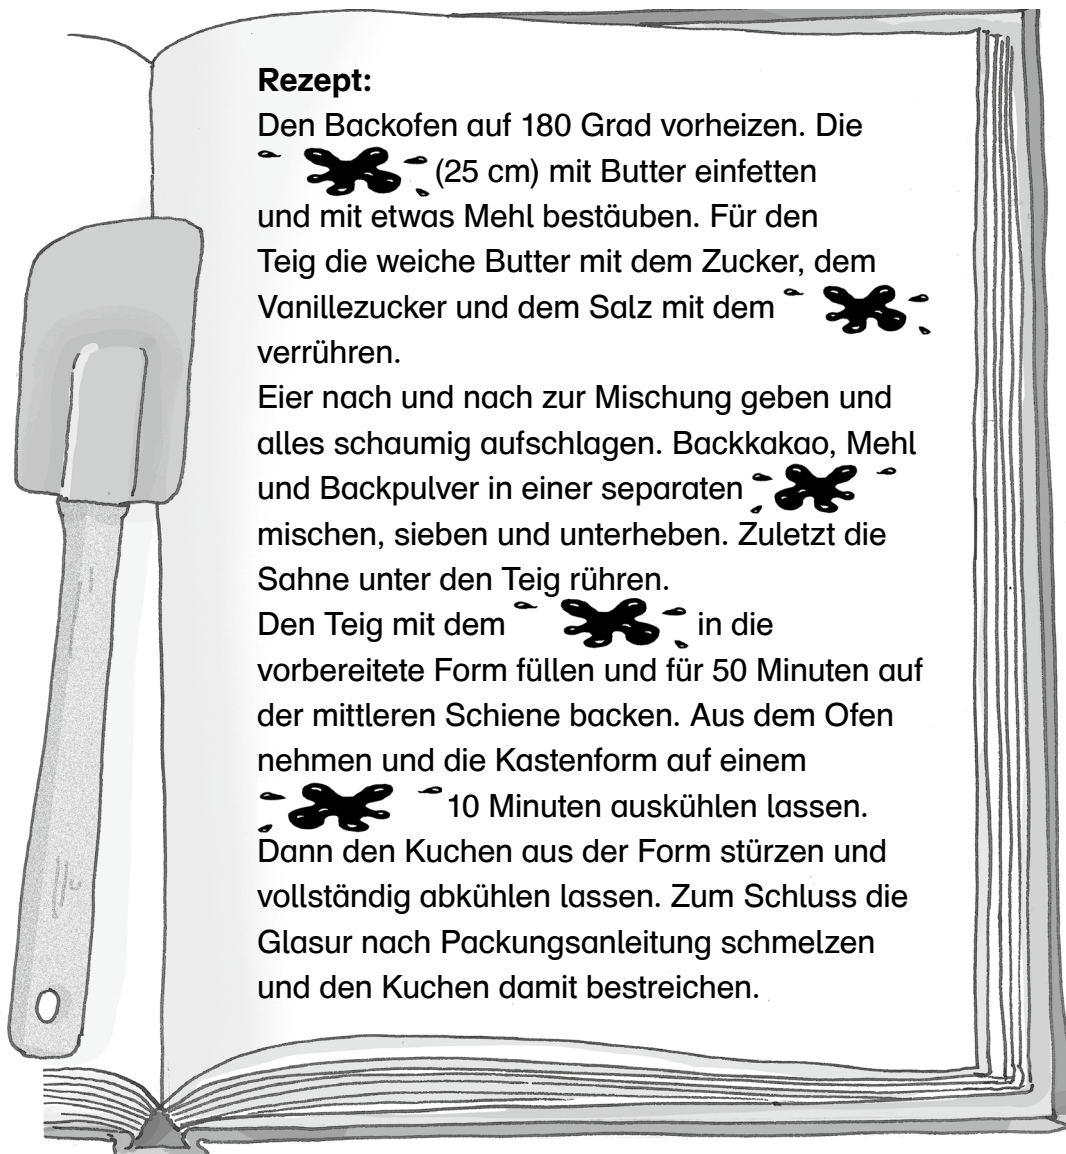 Rezept:
Den Backofen auf 180 Grad vorheizen. Die
(25 cm) mit Butter einfetten
und mit etwas Mehl bestäuben. Für den
Teig die weiche Butter mit dem Zucker, dem
Vanillezucker und dem Salz mit dem
verrühren.
Eier nach und nach zur Mischung geben und
alles schaumig aufschlagen. Backkakao, Mehl
und Backpulver in einer separaten
mischen, sieben und unterheben. Zuletzt die
Sahne unter den Teig rühren.
Den Teig mit dem in die
vorbereitete Form füllen und für 50 Minuten auf
der mittleren Schiene backen. Aus dem Ofen
nehmen und die Kastenform auf einem
10 Minuten auskühlen lassen.
Dann den Kuchen aus der Form stürzen und
vollständig abkühlen lassen. Zum Schluss die
Glasur nach Packungsanleitung schmelzen
und den Kuchen damit bestreichen.